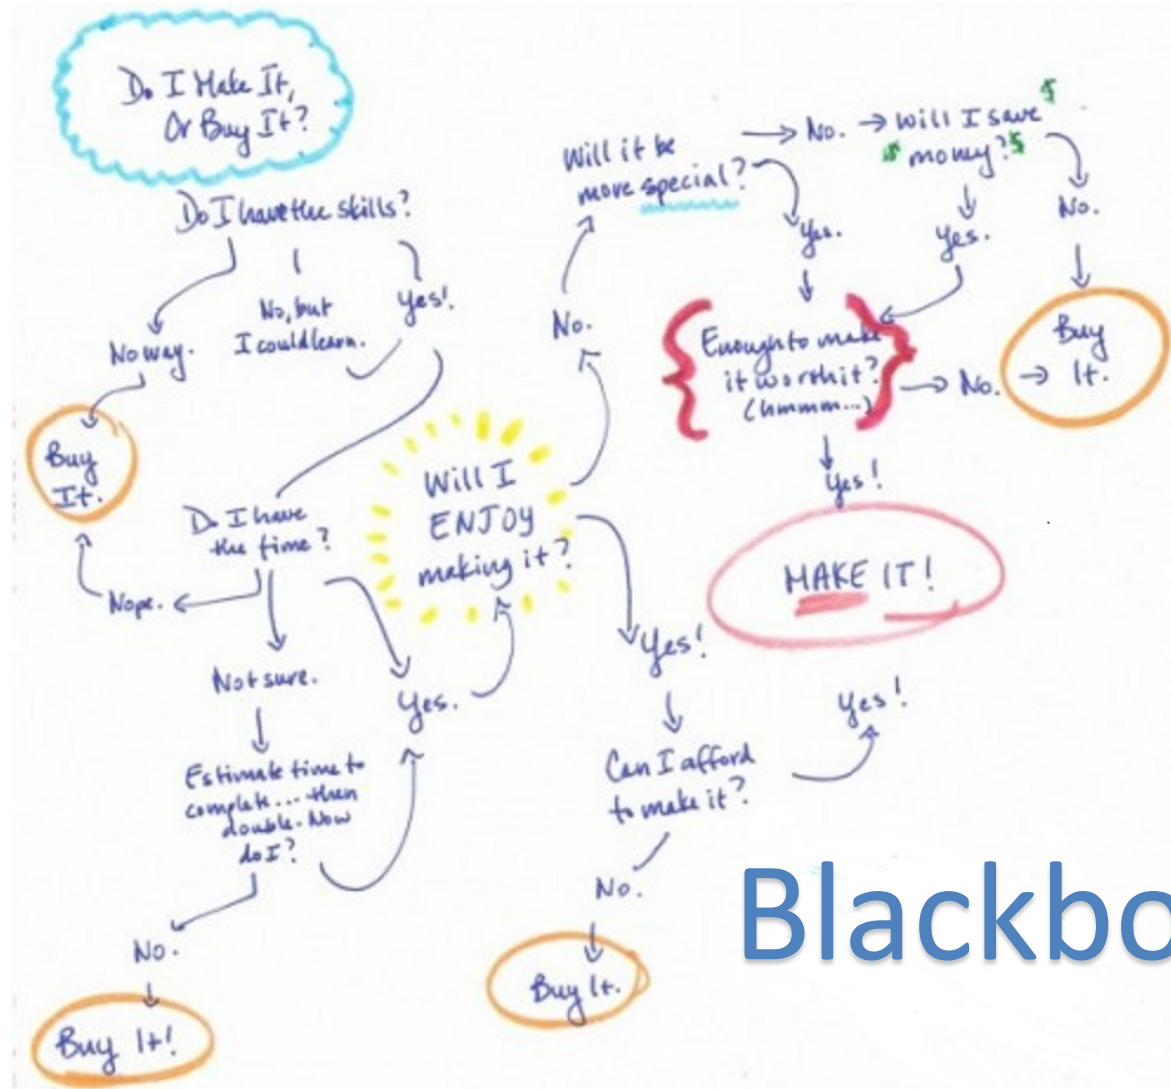 Do I Make It,
Or Buy It?
Do I have the skills?
No way.
No, but
I could learn.
Yes!
Buy
It.
Do I have
the time?
Nope.
Not sure.
Yes.
Estimate time to
complete... then
double. Now
do I?
No.
Buy It!
Will I
ENJOY
making it?
No.
Will it be
more special?
No.
Will I save $
$ money? $
Yes.
Yes.
No.
Enough to make
it worth it?
(hmmm...)
No.
Buy
It.
Yes!
MAKE IT!
Yes!
Can I afford
to make it?
Yes!
No.
Buy It.
Blackbo